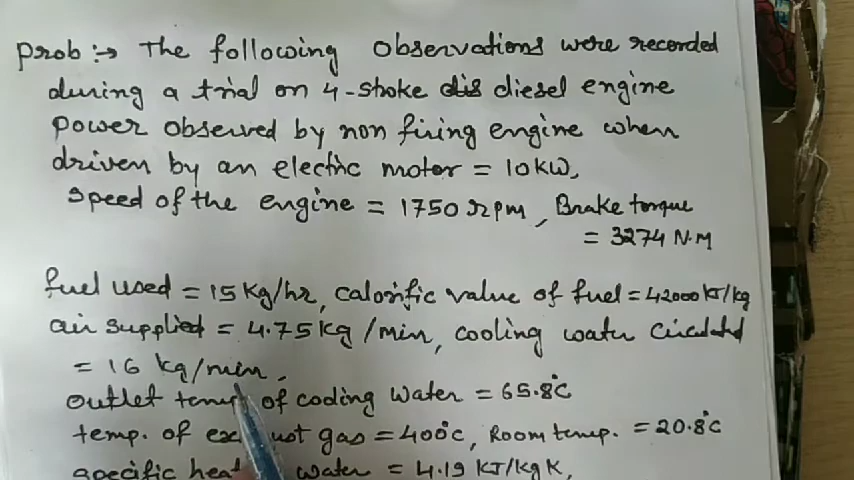 prob :→ The following observations were recorded
during a trial on 4-stroke dis diesel engine
power observed by non firing engine when
driven by an electric motor = 10kW,
Speed of the engine = 1750 rpm, Brake torque
= 3274 N.M
fuel used = 15 Kg/hr, calorific value of fuel = 42000 kJ/kg
air supplied = 4.75 kg/min, cooling water circulated
= 16 kg/min.
Outlet temp of cooling water = 65.8°C
temp. of gas = 400°C, Room temp. = 20.8°C
specific heat water = 4.19 KJ/kg K,